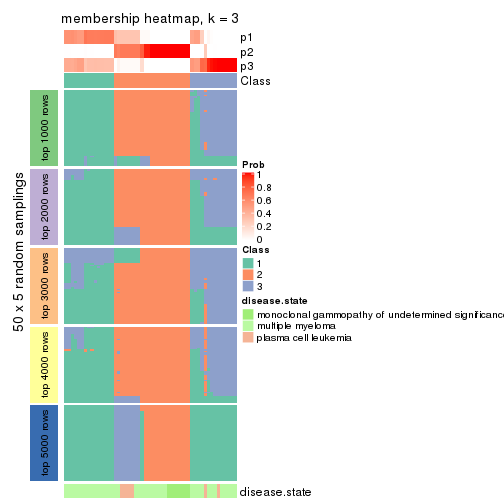 membership heatmap, k = 3
p1
p2
p3
Class
50 x 5 random samplings
top 1000 rows
top 2000 rows
top 3000 rows
top 4000 rows
top 5000 rows
Prob
1
0.8
0.6
0.4
0.2
0
Class
1
2
3
disease.state
monoclonal gammopathy of undetermined significance
multiple myeloma
plasma cell leukemia
disease.state